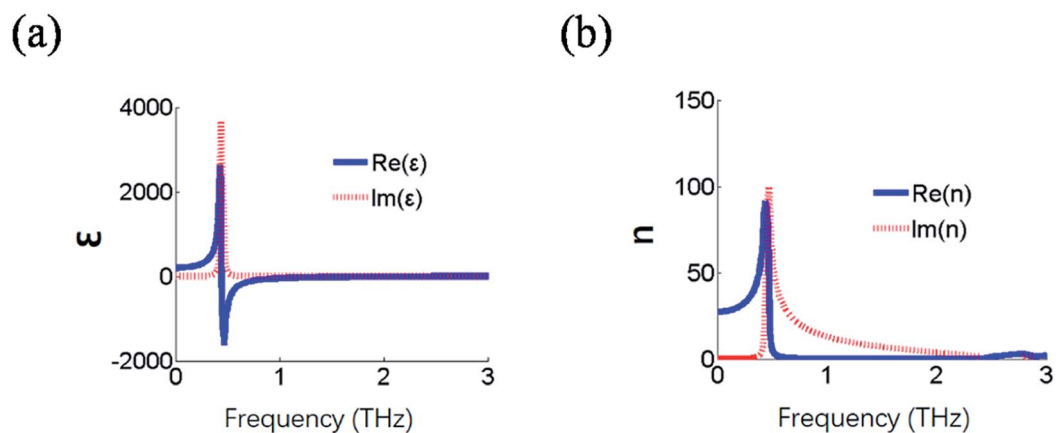 (a)
(b)
4000
2000
0
-2000
ε
Re(ε)
Im(ε)
0
1
2
3
Frequency (THz)
150
100
50
0
n
Re(n)
Im(n)
0
1
2
3
Frequency (THz)